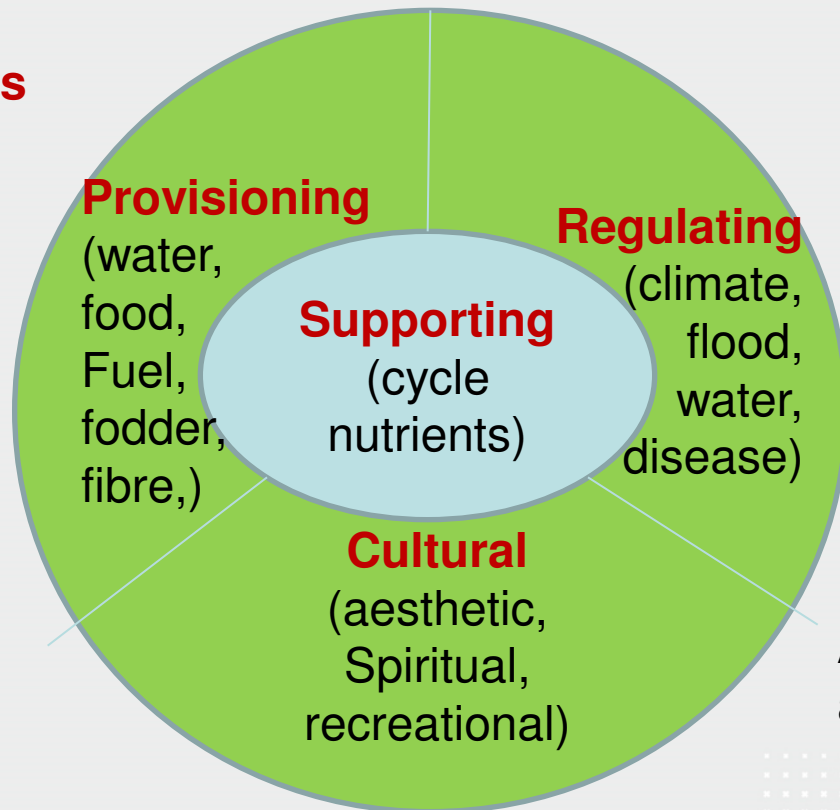 s
Provisioning
(water,
food,
Fuel,
fodder,
fibre,)
Regulating
(climate,
flood,
water,
disease)
Supporting
(cycle
nutrients)
Cultural
(aesthetic,
Spiritual,
recreational)